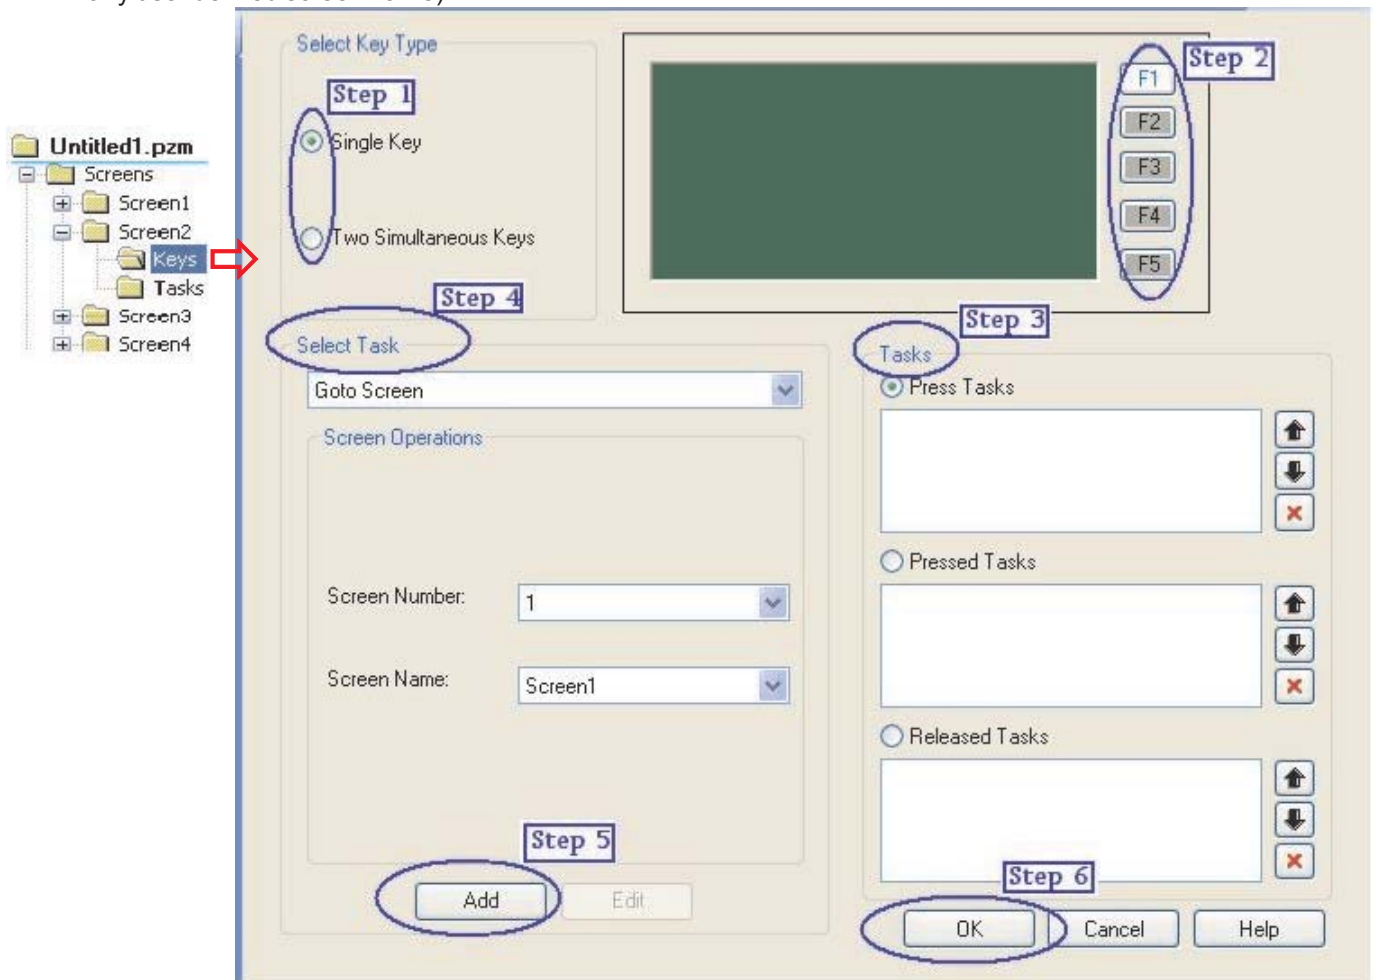 Select Key Type
Step 1
Single Key
Two Simultaneous Keys
Step 2
F1
F2
F3
F4
F5
Untitled1.pzm
Screens
Screen1
Screen2
Keys
Tasks
Screen3
Screen4
Step 4
Select Task
Goto Screen
Screen Operations
Screen Number:
1
Screen Name:
Screen1
Step 5
Add
Edit
Step 3
Tasks
Press Tasks
Pressed Tasks
Released Tasks
Step 6
OK
Cancel
Help